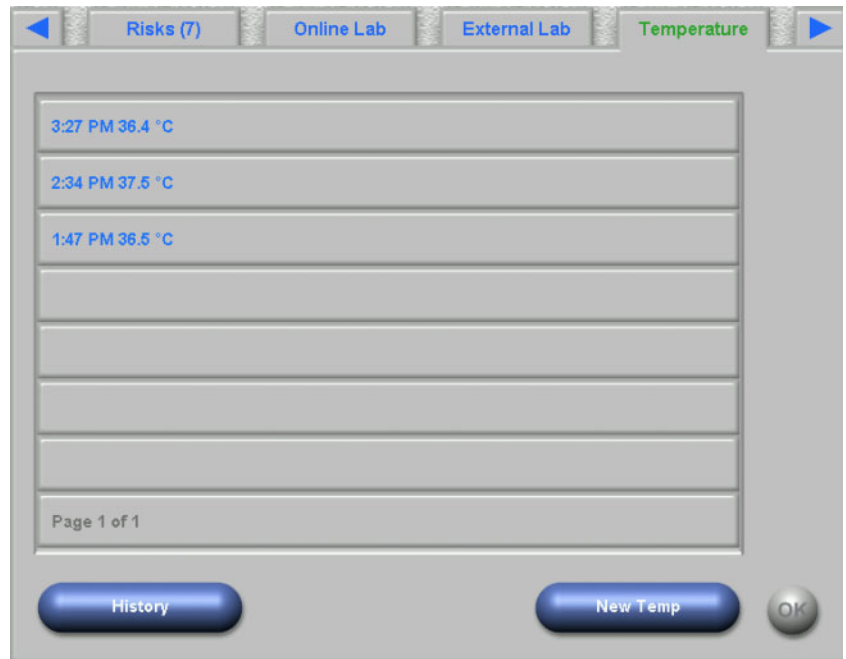 Risks (7) Online Lab External Lab Temperature
3:27 PM 36.4 °C
2:34 PM 37.5 °C
1:47 PM 36.5 °C
Page 1 of 1
History New Temp OK